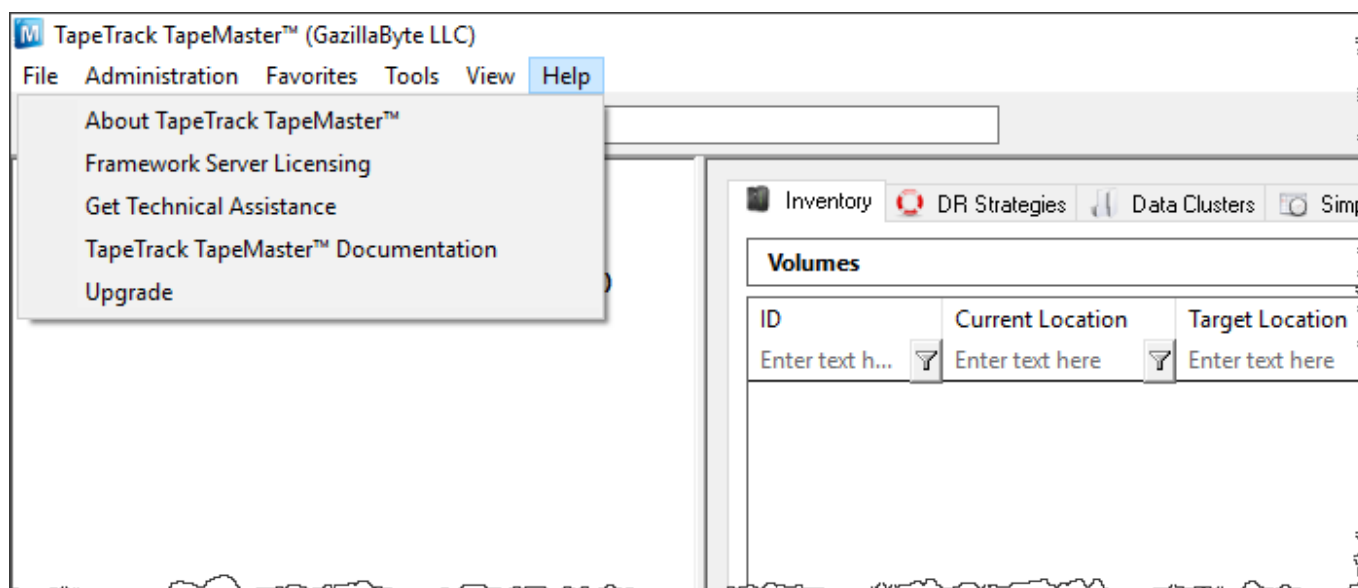 M TapeTrack TapeMaster™ (GazillaByte LLC)
File Administration Favorites Tools View Help
About TapeTrack TapeMaster™
Framework Server Licensing
Get Technical Assistance
TapeTrack TapeMaster™ Documentation
Upgrade
Inventory DR Strategies Data Clusters
Volumes
ID Current Location Target Location
Enter text h... Enter text here Enter text here